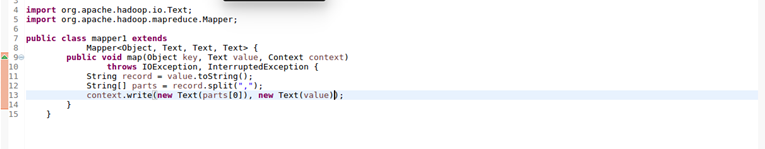 4 import org.apache.hadoop.io.Text;
5 import org.apache.hadoop.mapreduce.Mapper;
6
7 public class mapper1 extends
8 Mapper<Object, Text, Text, Text> {
9 public void map(Object key, Text value, Context context)
10 throws IOException, InterruptedException {
11 String record = value.toString();
12 String[] parts = record.split(",");
13 context.write(new Text(parts[0]), new Text(value));
14 }
15 }